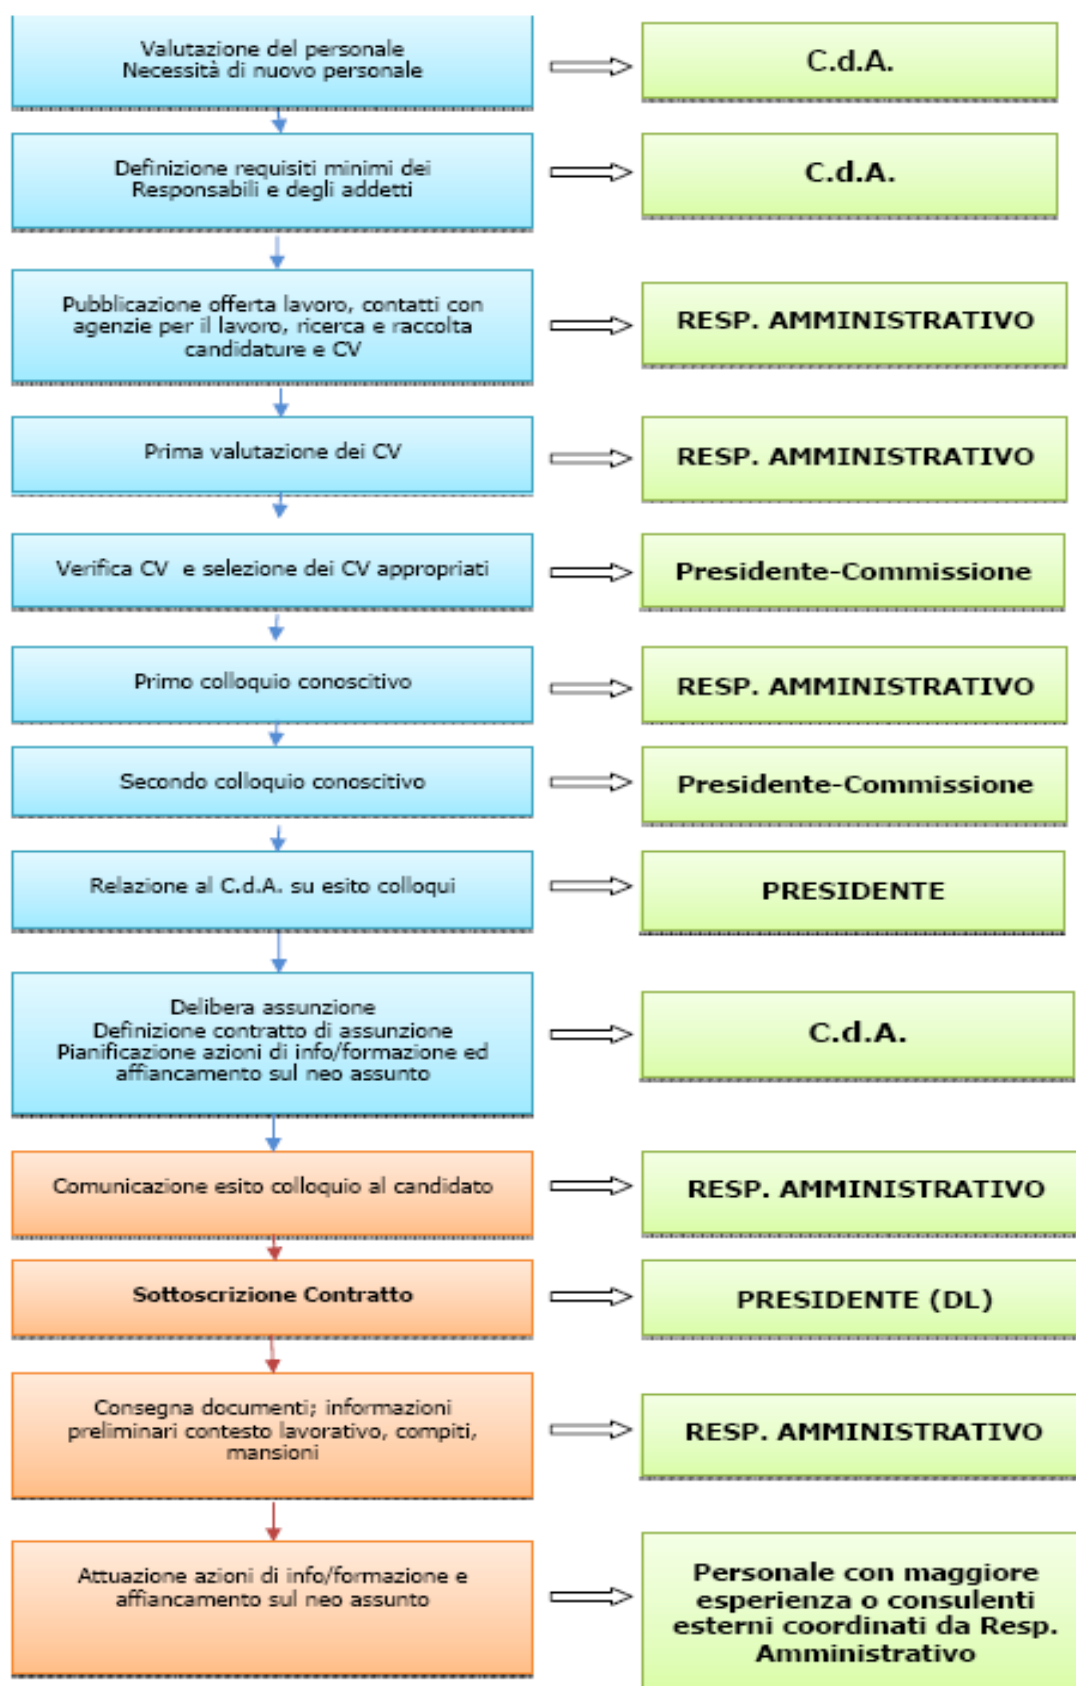 Valutazione del personale
Necessità di nuovo personale
C.d.A.
Definizione requisiti minimi dei
Responsabili e degli addetti
C.d.A.
Pubblicazione offerta lavoro, contatti con
agenzie per il lavoro, ricerca e raccolta
candidature e CV
RESP. AMMINISTRATIVO
Prima valutazione dei CV
RESP. AMMINISTRATIVO
Verifica CV e selezione dei CV appropriati
Presidente-Commissione
Primo colloquio conoscitivo
RESP. AMMINISTRATIVO
Secondo colloquio conoscitivo
Presidente-Commissione
Relazione al C.d.A. su esito colloqui
PRESIDENTE
Delibera assunzione
Definizione contratto di assunzione
Pianificazione azioni di info/formazione ed
affiancamento sul neo assunto
C.d.A.
Comunicazione esito colloquio al candidato
RESP. AMMINISTRATIVO
Sottoscrizione Contratto
PRESIDENTE (DL)
Consegna documenti; informazioni
preliminari contesto lavorativo, compiti,
mansioni
RESP. AMMINISTRATIVO
Attuazione azioni di info/formazione e
affiancamento sul neo assunto
Personale con maggiore
esperienza o consulenti
esterni coordinati da Resp.
Amministrativo